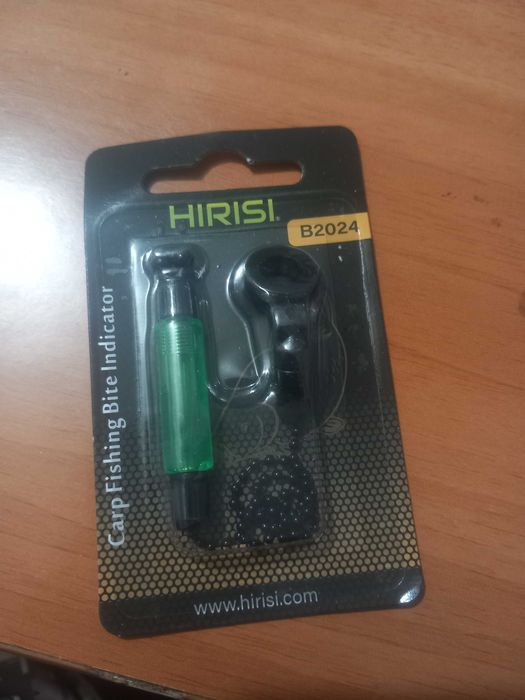 HIRISI
B2024
Carp Fishing Bite Indicator
www.hirisi.com